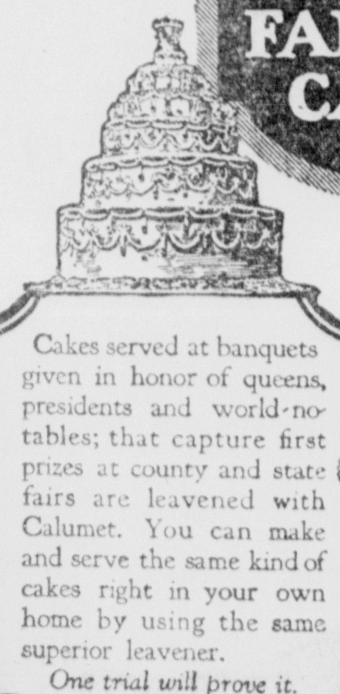 FA
CA
Cakes served at banquets
given in honor of queens,
presidents and world-no-
tables; that capture first
prizes at county and state
fairs are leavened with
Calumet. You can make
and serve the same kind of
cakes right in your own
home by using the same
superior leavener.
One trial will prove it.